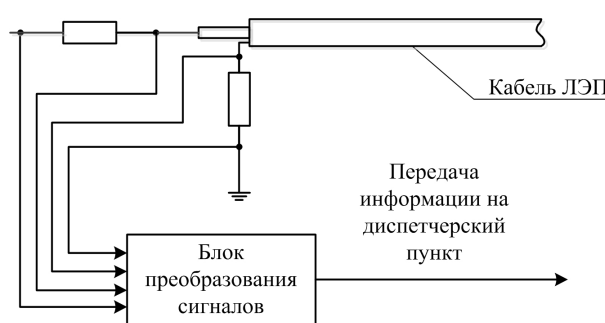 Кабель ЛЭП
Передача
информации на
диспетчерский
пункт
Блок
преобразования
сигналов